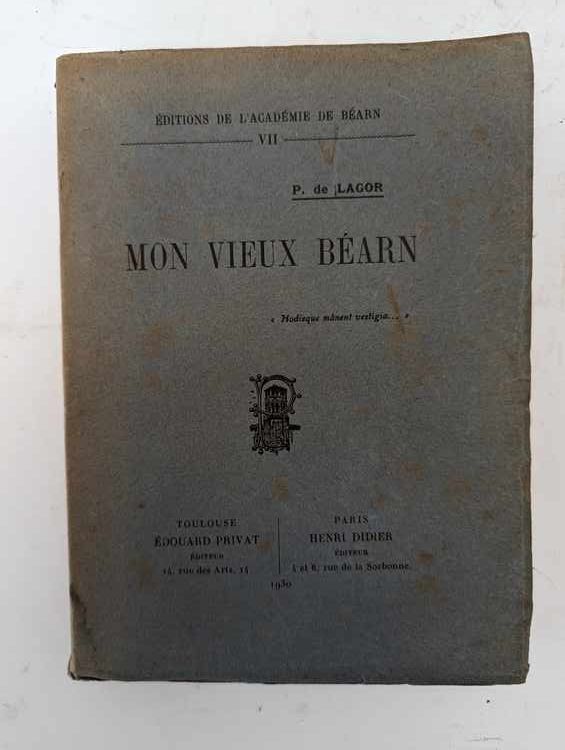 ÉDITIONS DE L'ACADÉMIE DE BÉARN
VII
P. de LAGOR
MON VIEUX BÉARN
« Hodieque mânent vestigia... »
TOULOUSE
ÉDOUARD PRIVAT
ÉDITEUR
14, rue des Arts, 14
PARIS
HENRI DIDIER
ÉDITEUR
4 et 6, rue de la Sorbonne.
1930